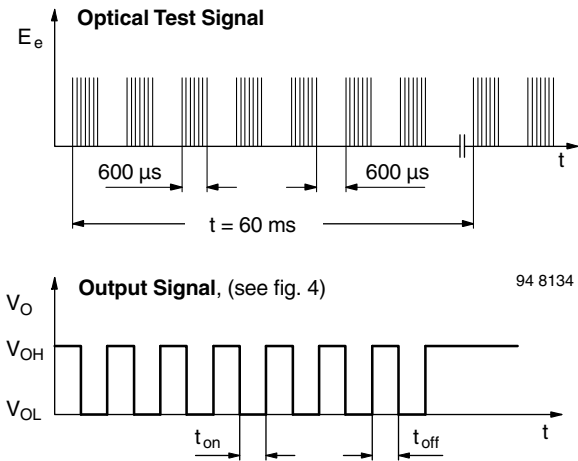 Optical Test Signal
E e
600 µs
600 µs
t
t = 60 ms
94 8134
Output Signal, (see fig. 4)
V O
V OH
V OL
t on
t off
t